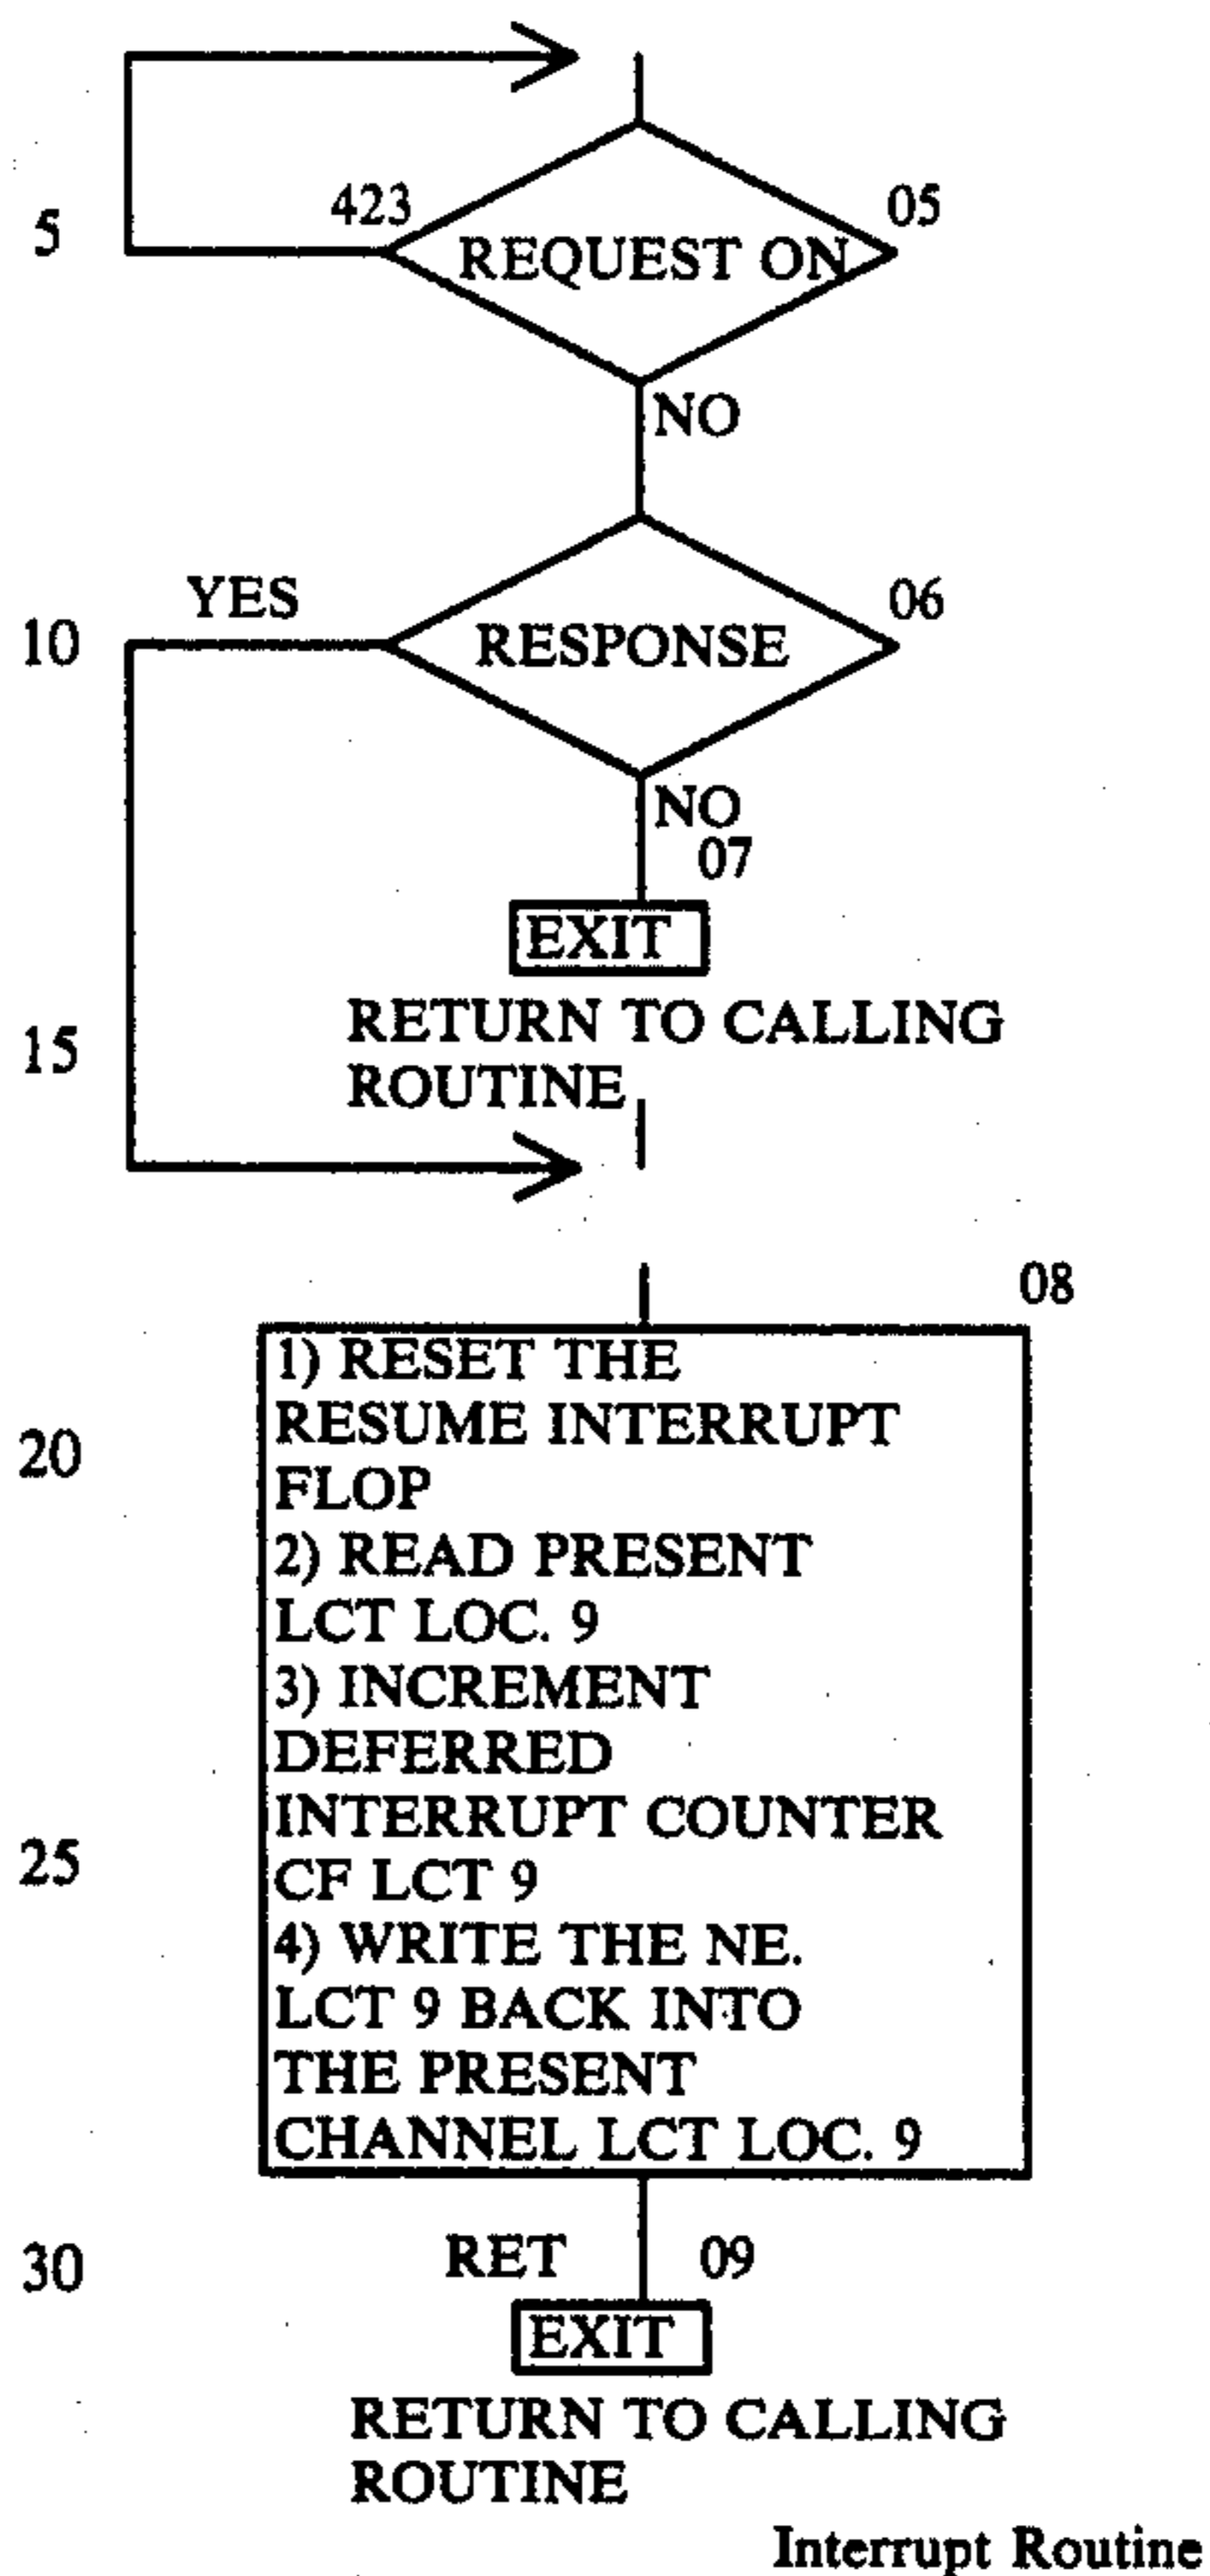 423
05
5
REQUEST ON
NO
YES
06
10
RESPONSE
NO
07
EXIT
RETURN TO CALLING
15
ROUTINE
08
1) RESET THE
RESUME INTERRUPT
20
FLOP
2) READ PRESENT
LCT LOC. 9
3) INCREMENT
DEFERRED
INTERRUPT COUNTER
25
CF LCT 9
4) WRITE THE NE.
LCT 9 BACK INTO
THE PRESENT
CHANNEL LCT LOC. 9
30
RET
09
EXIT
RETURN TO CALLING
ROUTINE
Interrupt Routine